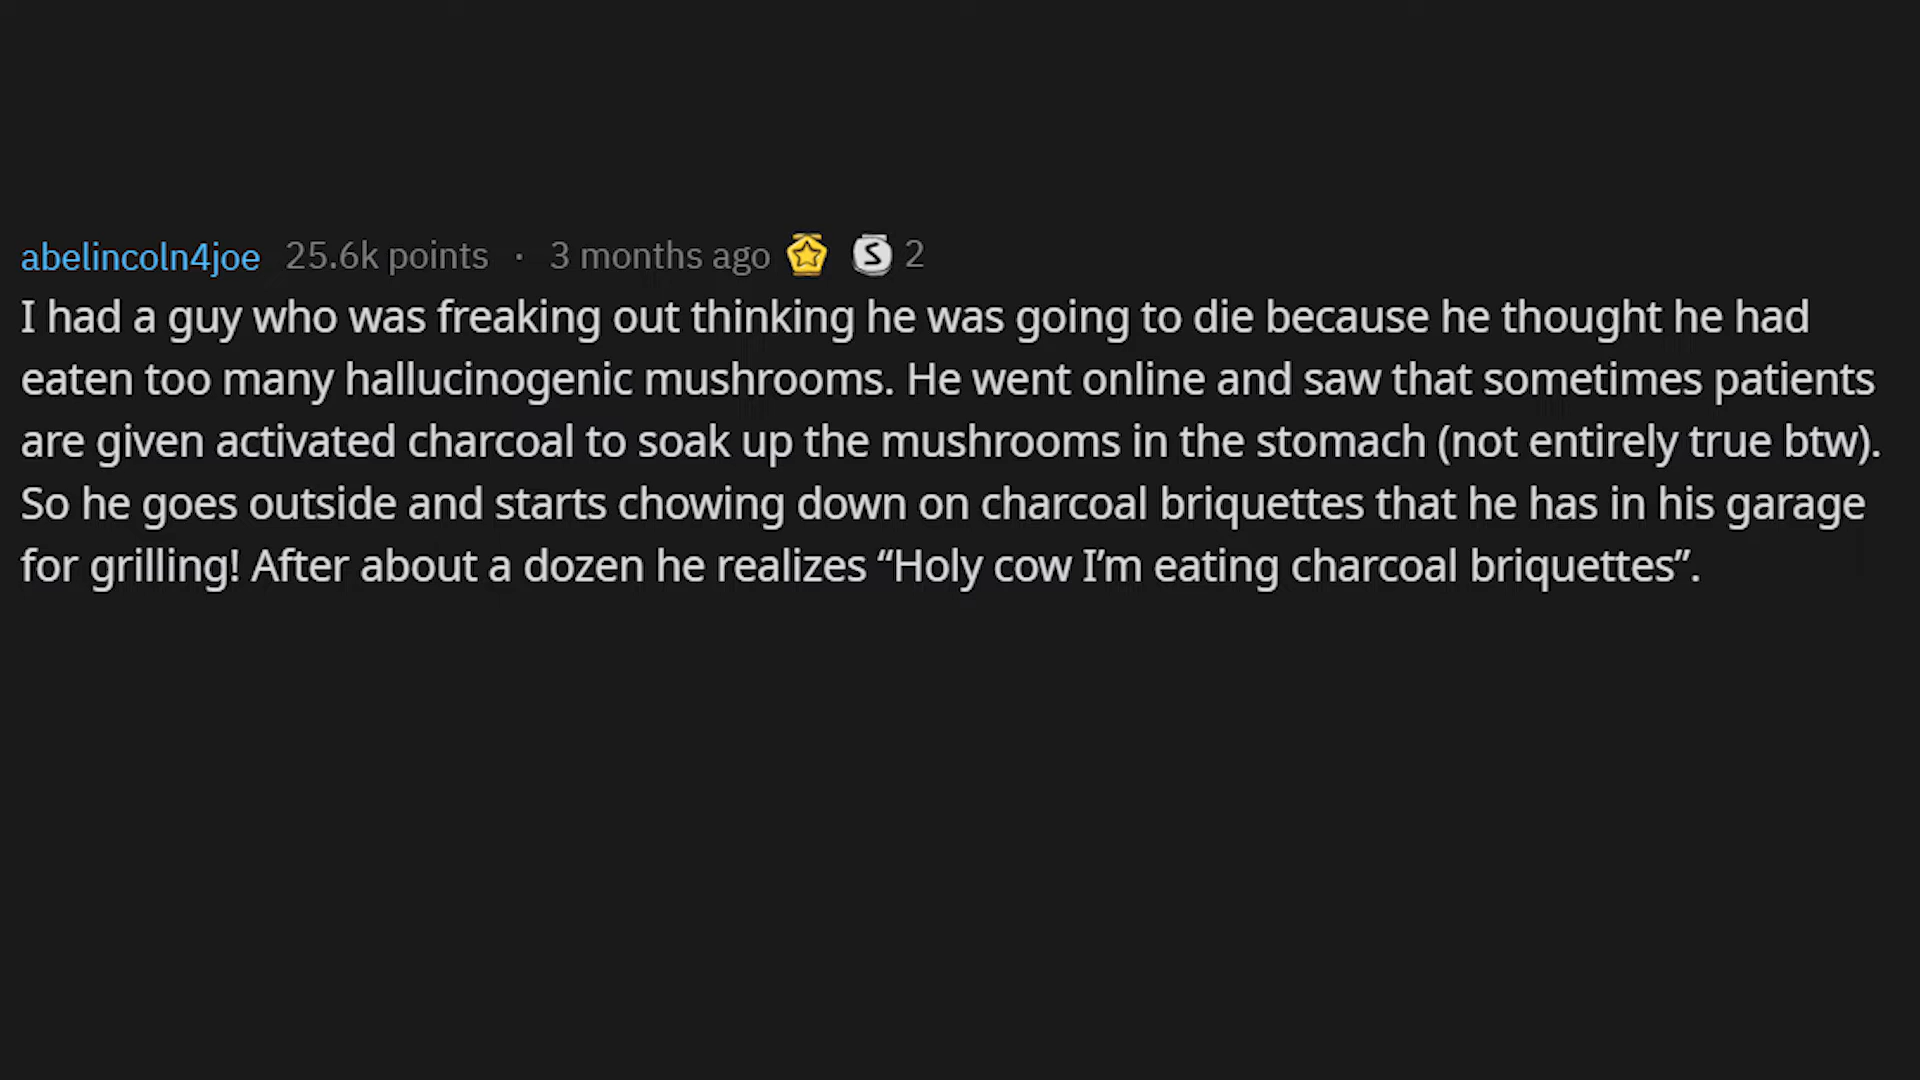 abelincoln4joe 25.6k points · 3 months ago S 2
I had a guy who was freaking out thinking he was going to die because he thought he had
eaten too many hallucinogenic mushrooms. He went online and saw that sometimes patients
are given activated charcoal to soak up the mushrooms in the stomach (not entirely true btw).
So he goes outside and starts chowing down on charcoal briquettes that he has in his garage
for grilling! After about a dozen he realizes “Holy cow I’m eating charcoal briquettes”.